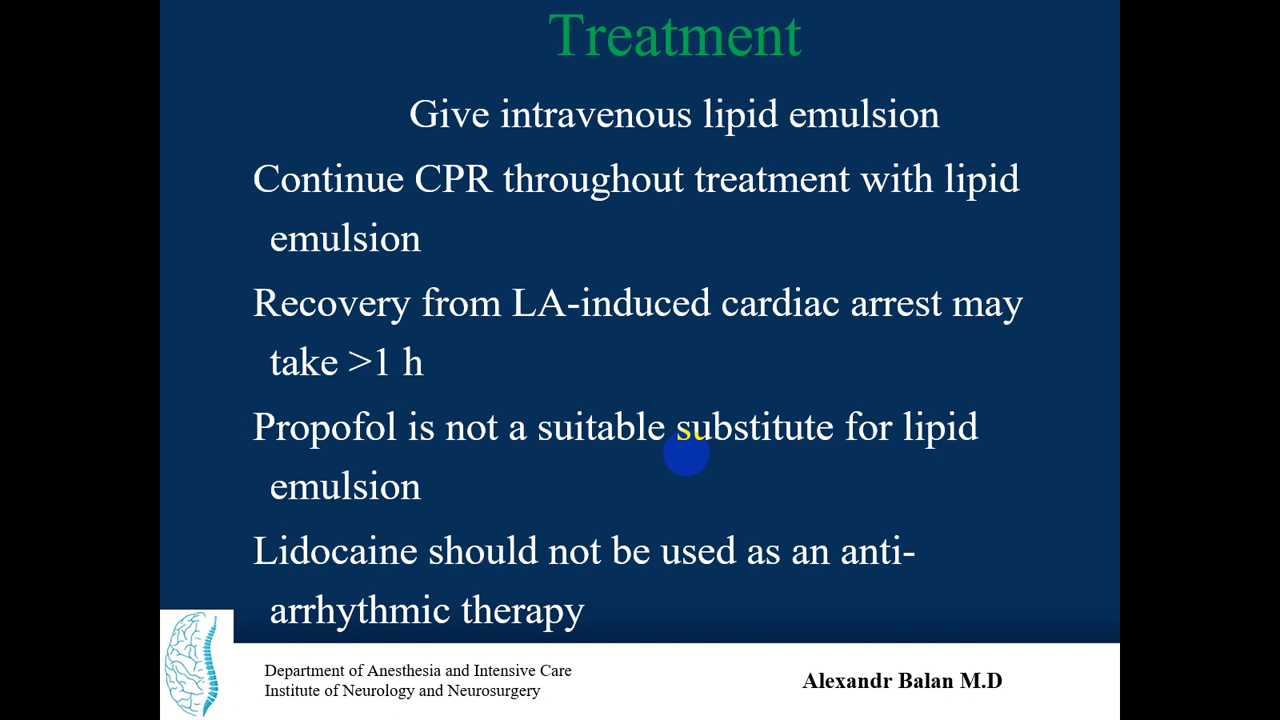 Treatment
Give intravenous lipid emulsion
Continue CPR throughout treatment with lipid
emulsion
Recovery from LA-induced cardiac arrest may
take >1 h
Propofol is not a suitable substitute for lipid
emulsion
Lidocaine should not be used as an anti-
arrhythmic therapy
Department of Anesthesia and Intensive Care
Institute of Neurology and Neurosurgery
Alexandr Balan M.D